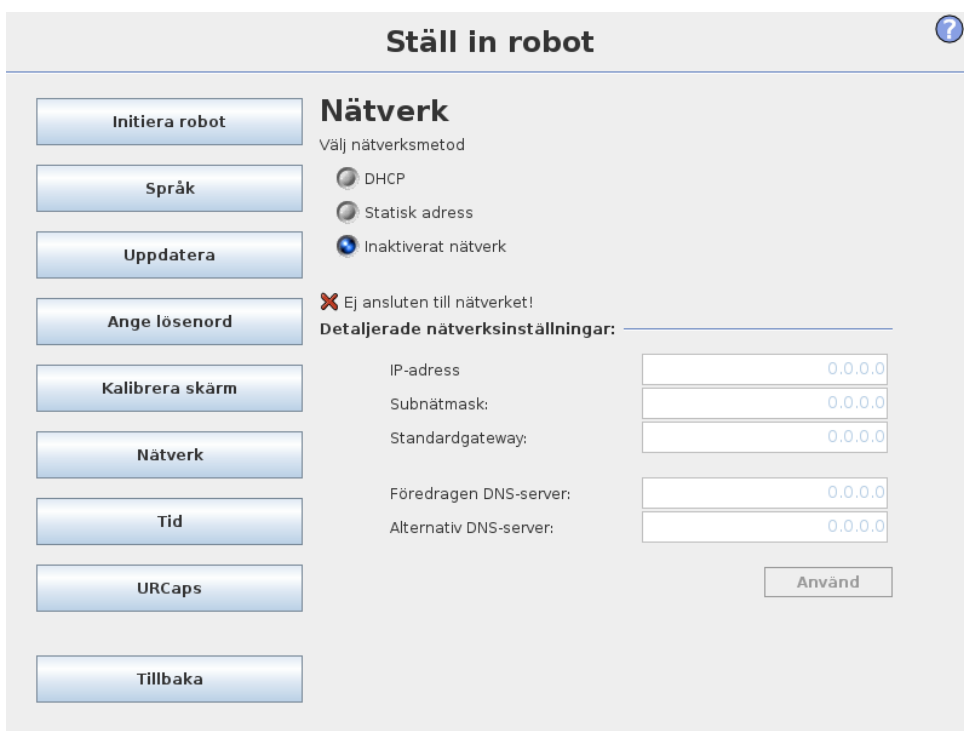 Ställ in robot
?
Initiera robot
Språk
Uppdatera
Ange lösenord
Kalibrera skärm
Nätverk
Tid
URCaps
Tillbaka
Nätverk
Välj nätverksmetod
DHCP
Statisk adress
Inaktiverat nätverk
Ej ansluten till nätverket!
Detaljerade nätverksinställningar:
IP-adress 0.0.0.0
Subnätmask: 0.0.0.0
Standardgateway: 0.0.0.0
Föredragen DNS-server: 0.0.0.0
Alternativ DNS-server: 0.0.0.0
Använd